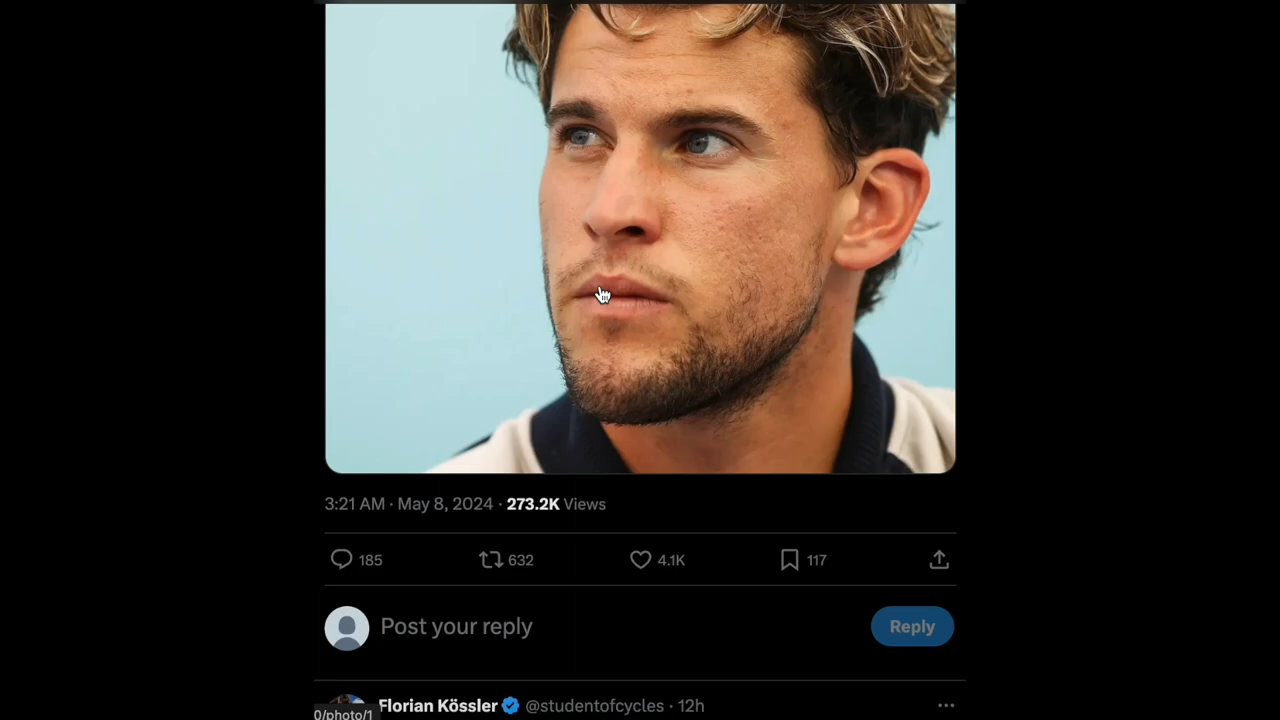 3:21 AM · May 8, 2024 · 273.2K Views
185 632 4.1K 117
Post your reply Reply
Florian Kössler @studentofcycles · 12h
0/photo/1